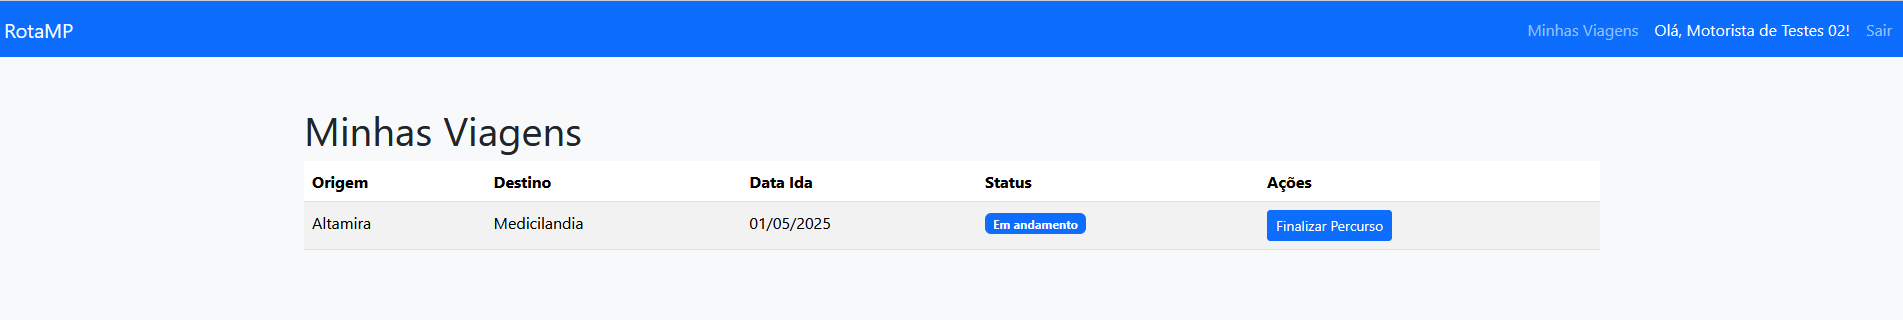 RotaMP Minhas Viagens Olá, Motorista de Testes 02! Sair
Minhas Viagens
Origem Destino Data Ida Status Ações
Altamira Medicilandia 01/05/2025 Em andamento Finalizar Percurso